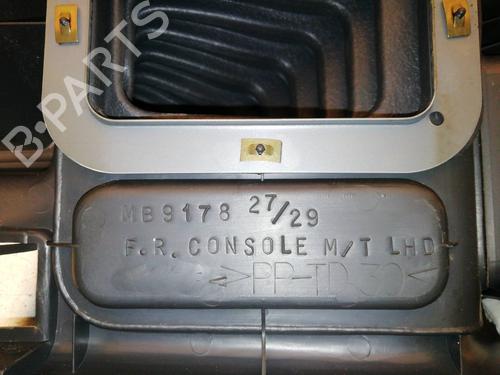 B-PARTS
MB9178 27/29
F.R. CONSOLE M/T LHD
>PP-TD30<